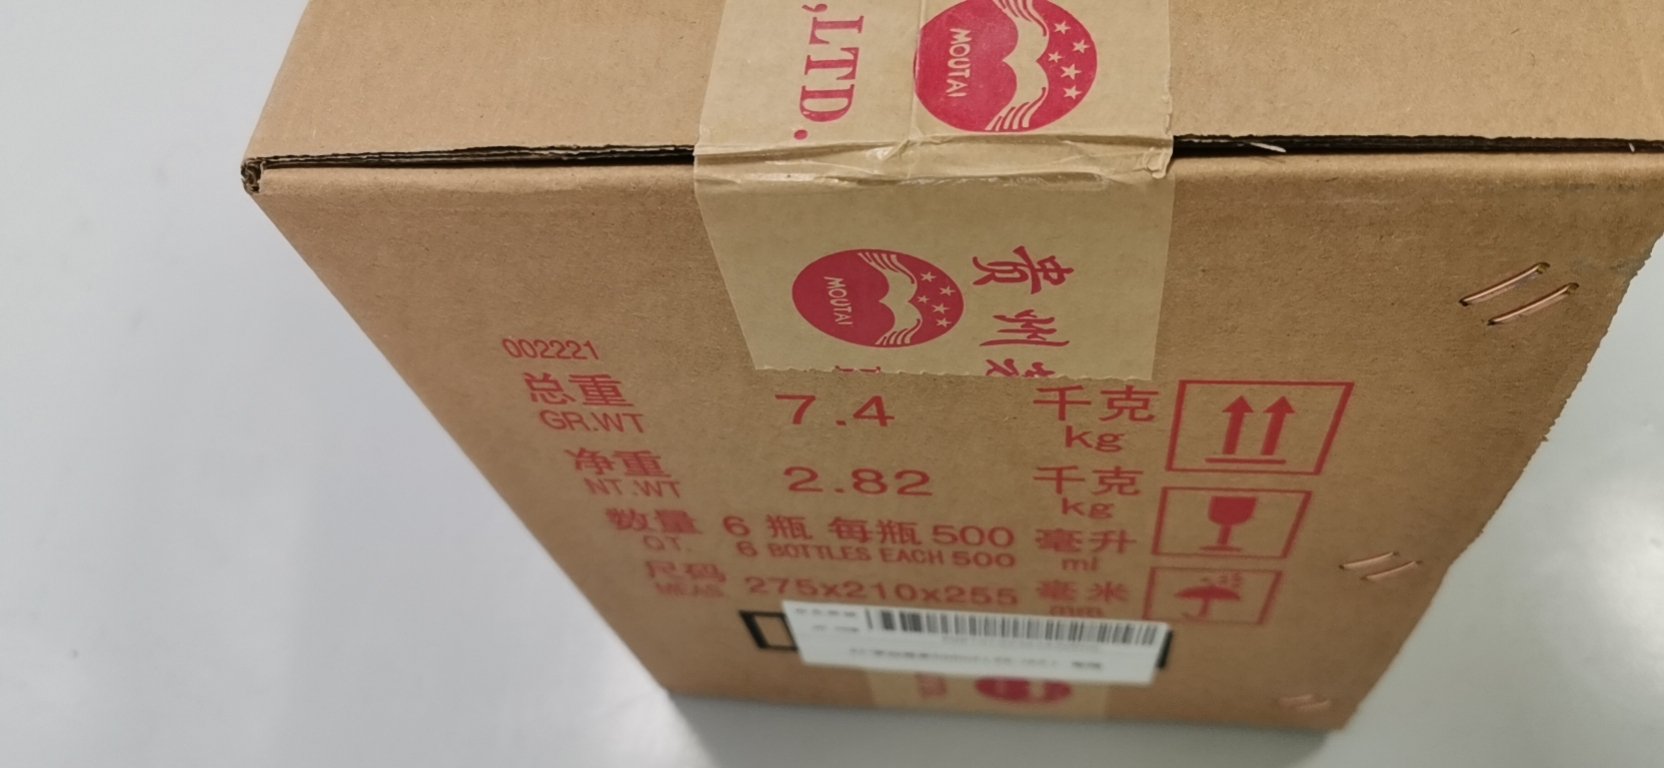 ,LTD.
MOUTAI
MOUTAI
贵州
002221
总重 7.4 千克
GR.WT kg
净重 2.82 千克
NT.WT kg
数量 6 瓶 每瓶 500 毫升
QT. 6 BOTTLES EACH 500 ml
尺码 275x210x255 毫米
MEAS. mm